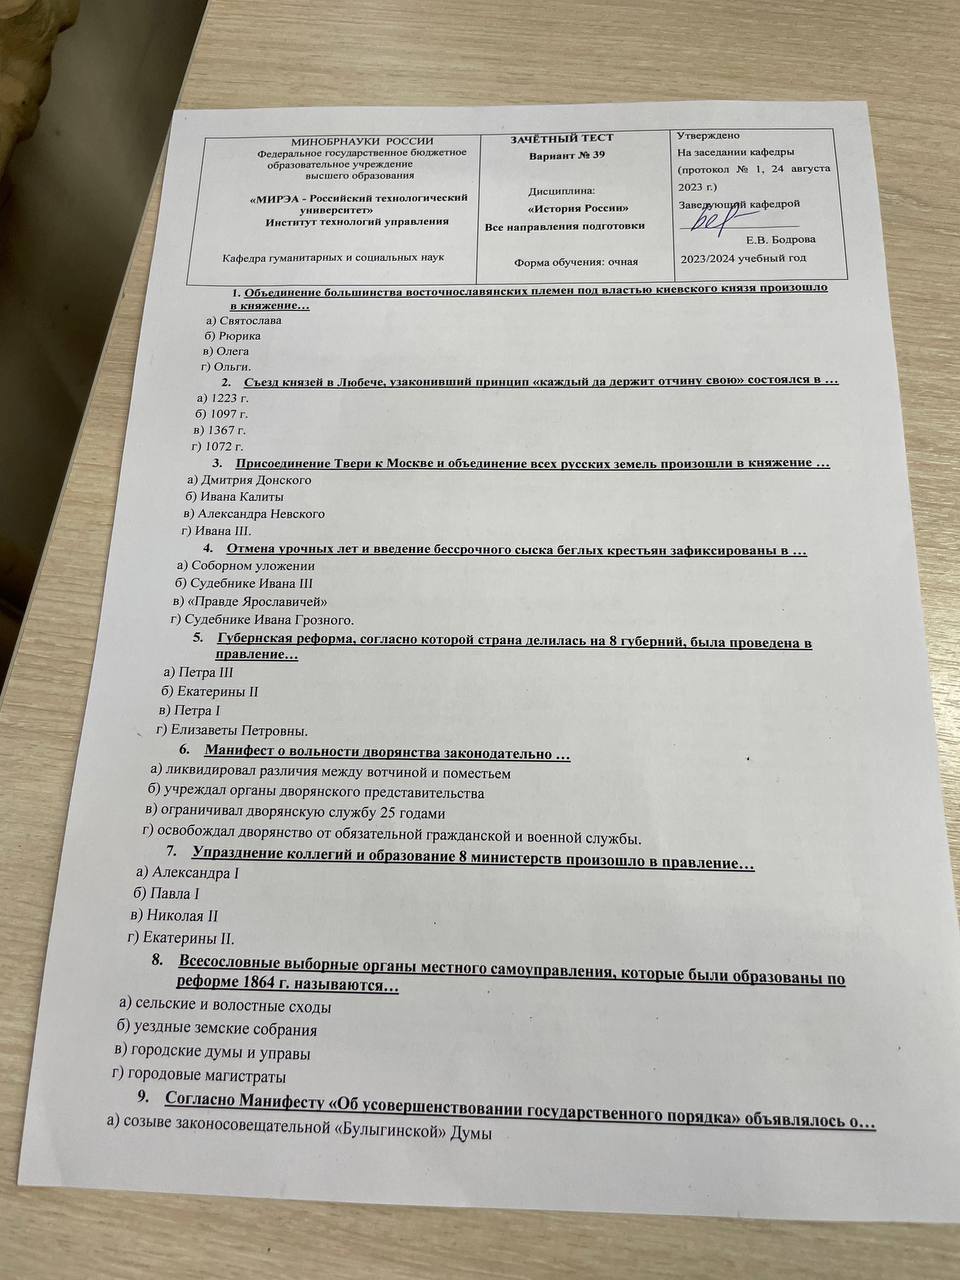 МИНОБРНАУКИ РОССИИ
Федеральное государственное бюджетное
образовательное учреждение
высшего образования
«МИРЭА - Российский технологический
университет»
Институт технологий управления
Кафедра гуманитарных и социальных наук
ЗАЧЁТНЫЙ ТЕСТ
Вариант № 39
Дисциплина:
«История России»
Все направления подготовки
Форма обучения: очная
Утверждено
На заседании кафедры
(протокол № 1, 24 августа
2023 г.)
Заведующий кафедрой
Е.В. Бодрова
2023/2024 учебный год
1. Объединение большинства восточнославянских племен под властью киевского князя произошло
в княжение…
а) Святослава
б) Рюрика
в) Олега
г) Ольги.
2. Съезд князей в Любече, узаконивший принцип «каждый да держит отчину свою» состоялся в …
а) 1223 г.
б) 1097 г.
в) 1367 г.
г) 1072 г.
3. Присоединение Твери к Москве и объединение всех русских земель произошли в княжение …
а) Дмитрия Донского
б) Ивана Калиты
в) Александра Невского
г) Ивана III.
4. Отмена урочных лет и введение бессрочного сыска беглых крестьян зафиксированы в …
а) Соборном уложении
б) Судебнике Ивана III
в) «Правде Ярославичей»
г) Судебнике Ивана Грозного.
5. Губернская реформа, согласно которой страна делилась на 8 губерний, была проведена в
правление…
а) Петра III
б) Екатерины II
в) Петра I
г) Елизаветы Петровны.
6. Манифест о вольности дворянства законодательно …
а) ликвидировал различия между вотчиной и поместьем
б) учреждал органы дворянского представительства
в) ограничивал дворянскую службу 25 годами
г) освобождал дворянство от обязательной гражданской и военной службы.
7. Упразднение коллегий и образование 8 министерств произошло в правление…
а) Александра I
б) Павла I
в) Николая II
г) Екатерины II.
8. Всесословные выборные органы местного самоуправления, которые были образованы по
реформе 1864 г. называются…
а) сельские и волостные сходы
б) уездные земские собрания
в) городские думы и управы
г) городовые магистраты
9. Согласно Манифесту «Об усовершенствовании государственного порядка» объявлялось о…
а) созыве законосовещательной «Булыгинской» Думы